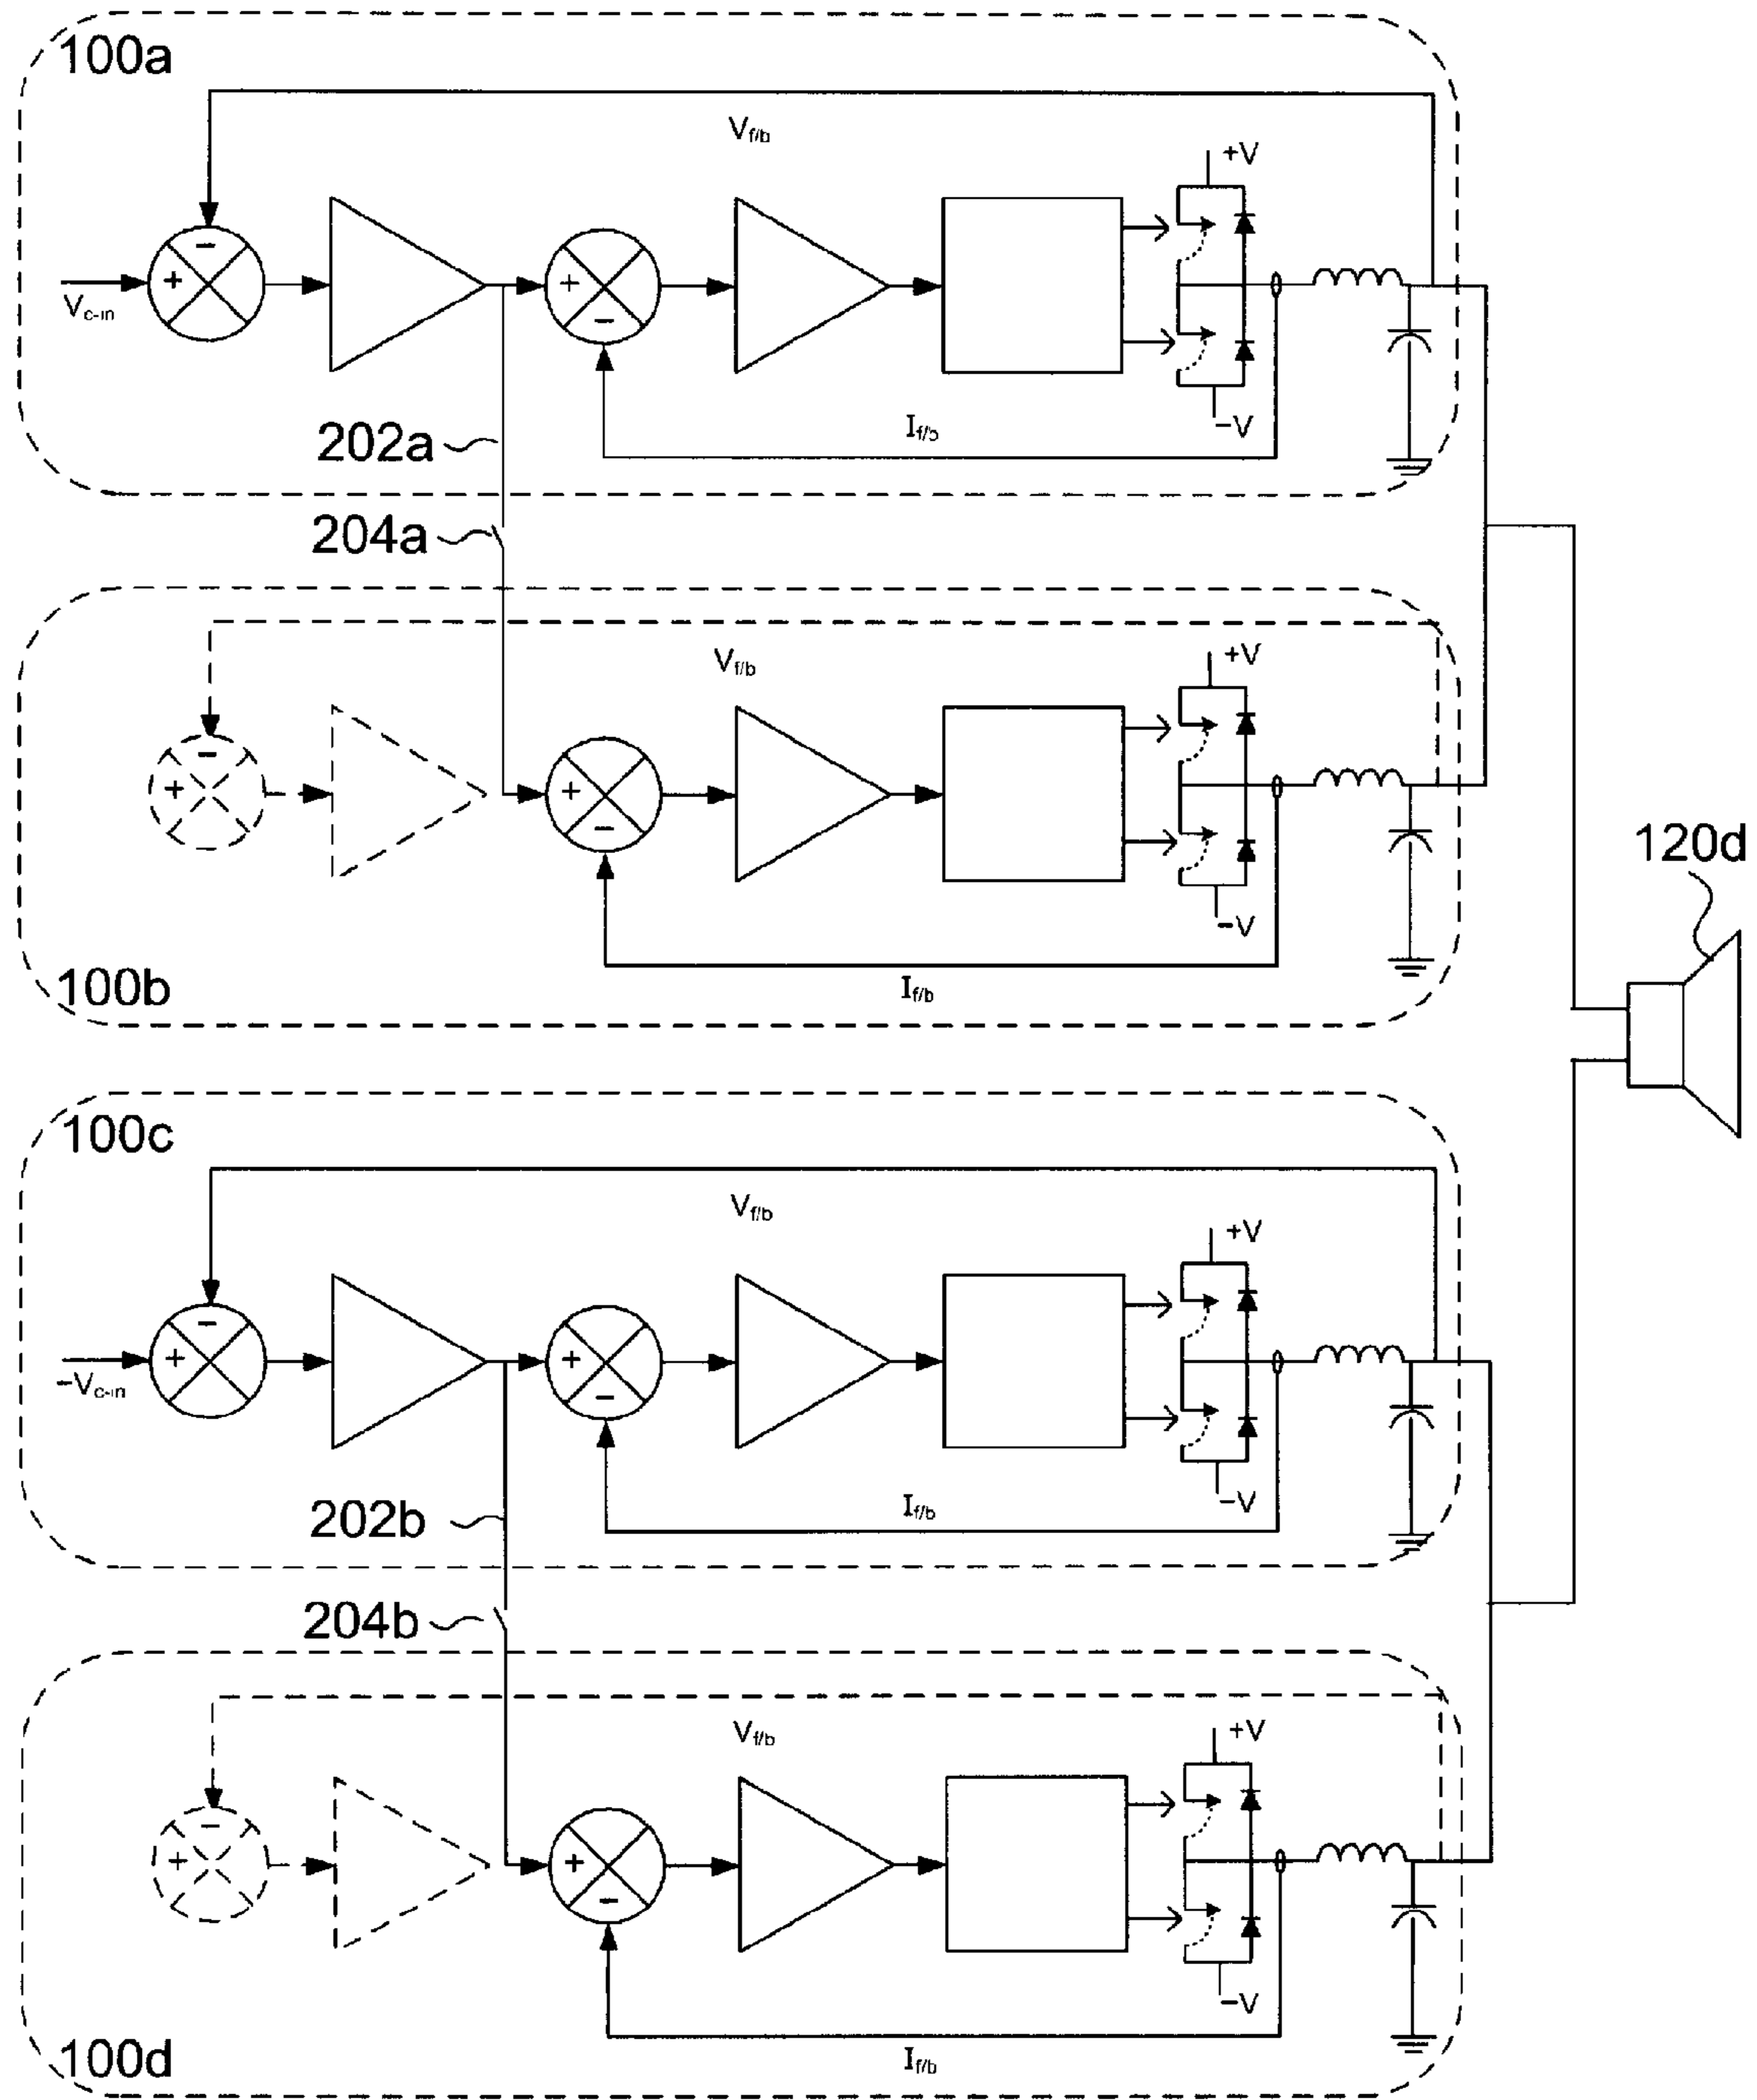 100a
Vf/b
+V
+
−
Vc-in
+
−
−V
If/b
202a
204a
Vf/b
+V
−
+
+
−
−V
100b
If/b
120d
100c
Vf/b
+V
−
+
−Vc-in
+
−
−V
If/b
202b
204b
Vf/b
+V
−
+
+
−
−V
100d
If/b